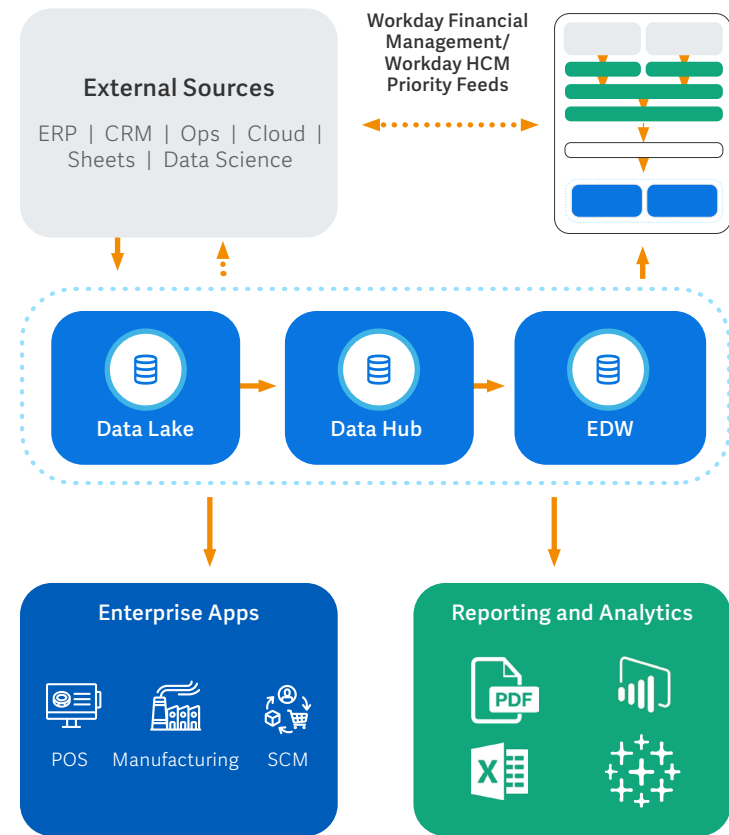 Workday Financial
Management/
Workday HCM
Priority Feeds
External Sources
ERP | CRM | Ops | Cloud |
Sheets | Data Science
Data Lake
Data Hub
EDW
Enterprise Apps
POS
Manufacturing
SCM
Reporting and Analytics
PDF
X